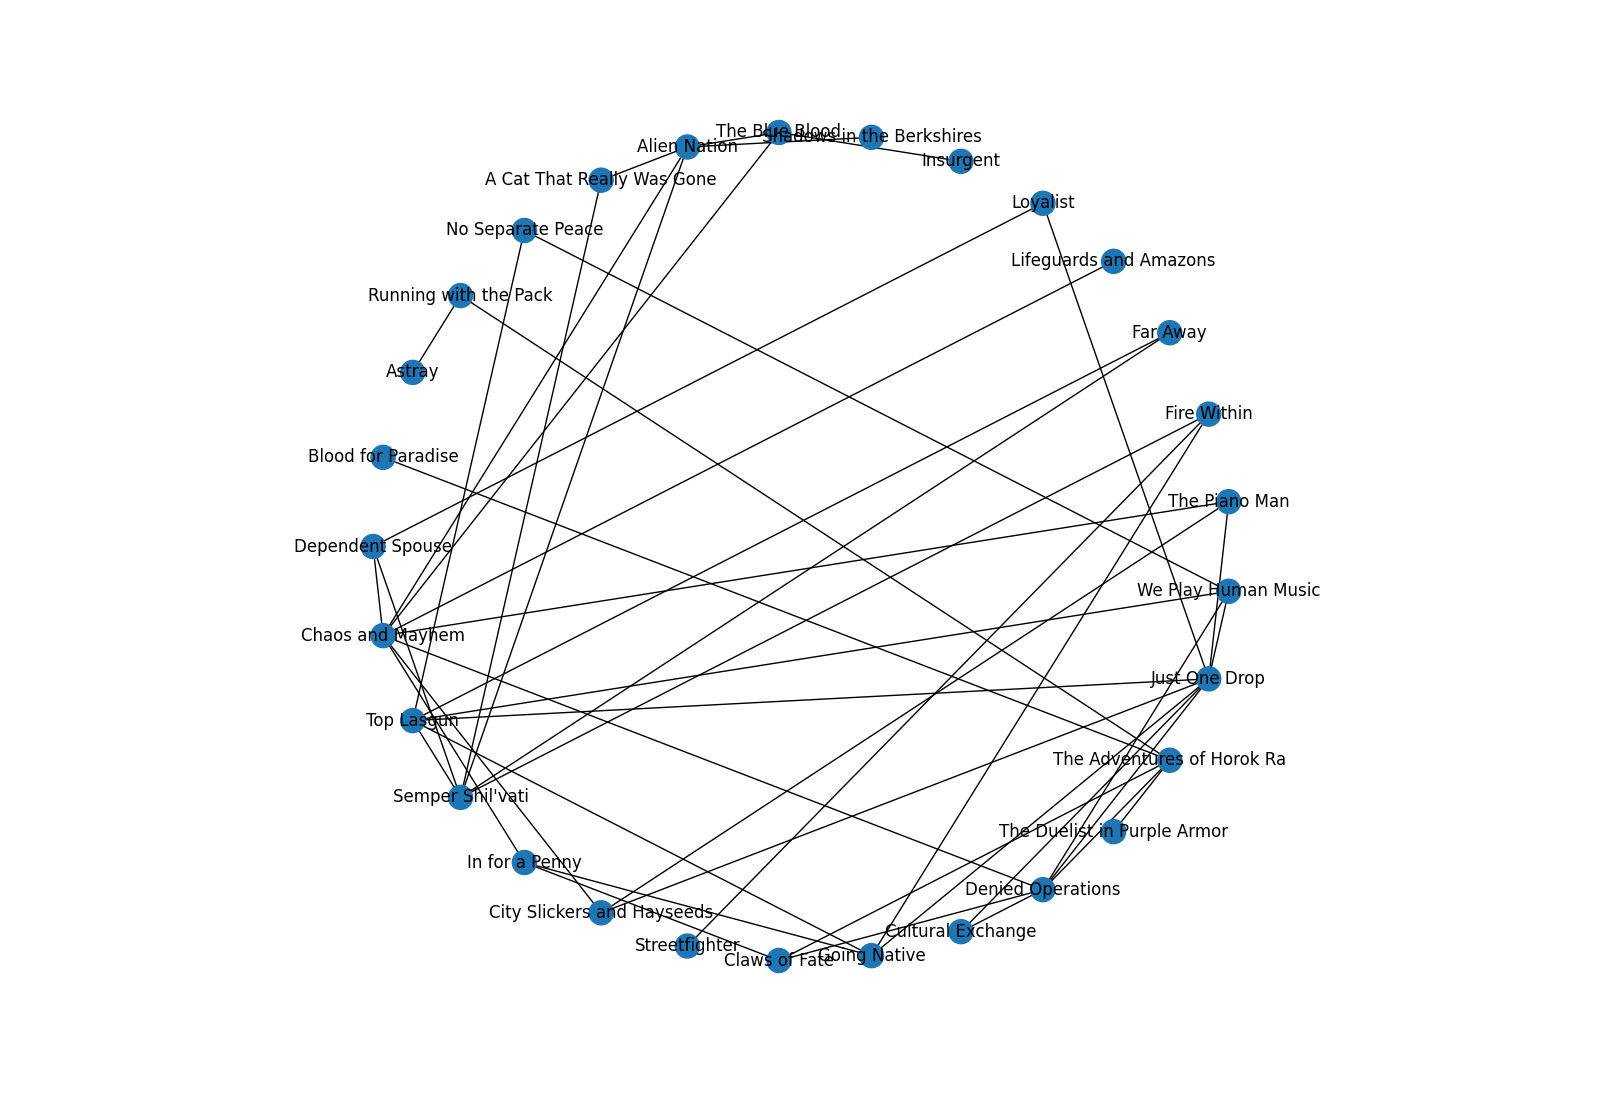 The Blue Blood
Shadows in the Berkshires
Alien Nation
Insurgent
A Cat That Really Was Gone
Loyalist
No Separate Peace
Lifeguards and Amazons
Running with the Pack
Far Away
Astray
Fire Within
Blood for Paradise
The Piano Man
Dependent Spouse
We Play Human Music
Chaos and Mayhem
Just One Drop
Top Lasgun
The Adventures of Horok Ra
Semper Shil'vati
The Duelist in Purple Armor
In for a Penny
Denied Operations
City Slickers and Hayseeds
Cultural Exchange
Streetfighter
Going Native
Claws of Fate